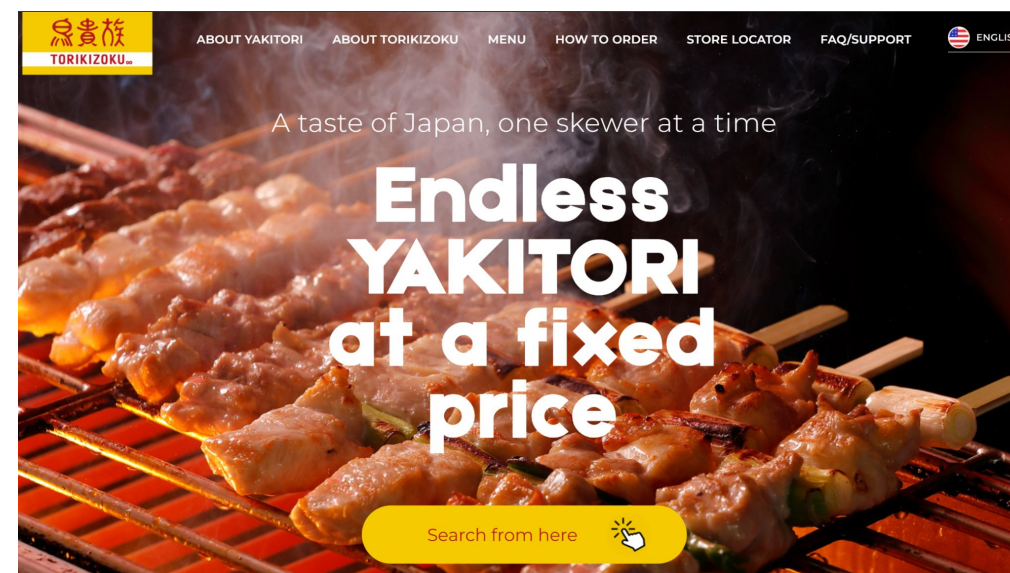 鳥貴族
TORIKIZOKU
ABOUT YAKITORI
ABOUT TORIKIZOKU
MENU
HOW TO ORDER
STORE LOCATOR
FAQ/SUPPORT
ENGLIS
A taste of Japan, one skewer at a time
Endless
YAKITORI
at a fixed
price
Search from here